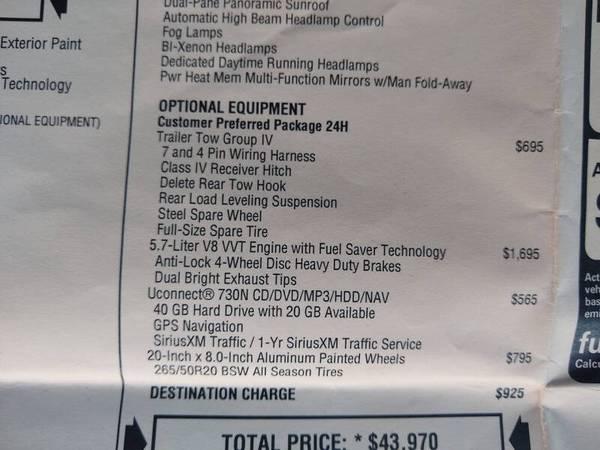 Dual-Pane Panoramic Sunroof
Automatic High Beam Headlamp Control
Fog Lamps
BI-Xenon Headlamps
Dedicated Daytime Running Headlamps
Pwr Heat Mem Multi-Function Mirrors w/Man Fold-Away
Exterior Paint
s
Technology
IONAL EQUIPMENT)
OPTIONAL EQUIPMENT
Customer Preferred Package 24H
Trailer Tow Group IV $695
7 and 4 Pin Wiring Harness
Class IV Receiver Hitch
Delete Rear Tow Hook
Rear Load Leveling Suspension
Steel Spare Wheel
Full-Size Spare Tire
5.7-Liter V8 VVT Engine with Fuel Saver Technology $1,695
Anti-Lock 4-Wheel Disc Heavy Duty Brakes
Dual Bright Exhaust Tips
Uconnect® 730N CD/DVD/MP3/HDD/NAV $565
40 GB Hard Drive with 20 GB Available
GPS Navigation
SiriusXM Traffic / 1-Yr SiriusXM Traffic Service
20-Inch x 8.0-Inch Aluminum Painted Wheels $795
265/50R20 BSW All Season Tires
DESTINATION CHARGE $925
TOTAL PRICE: * $43,970
Act
veh
bas
emi
fu
Calcu